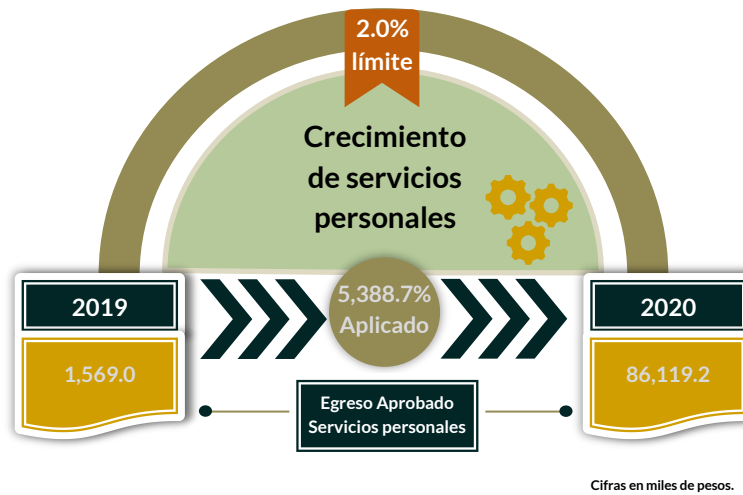 2.0%
límite
Crecimiento
de servicios
personales
2019
5,388.7%
Aplicado
2020
1,569.0
86,119.2
Egreso Aprobado
Servicios personales
Cifras en miles de pesos.